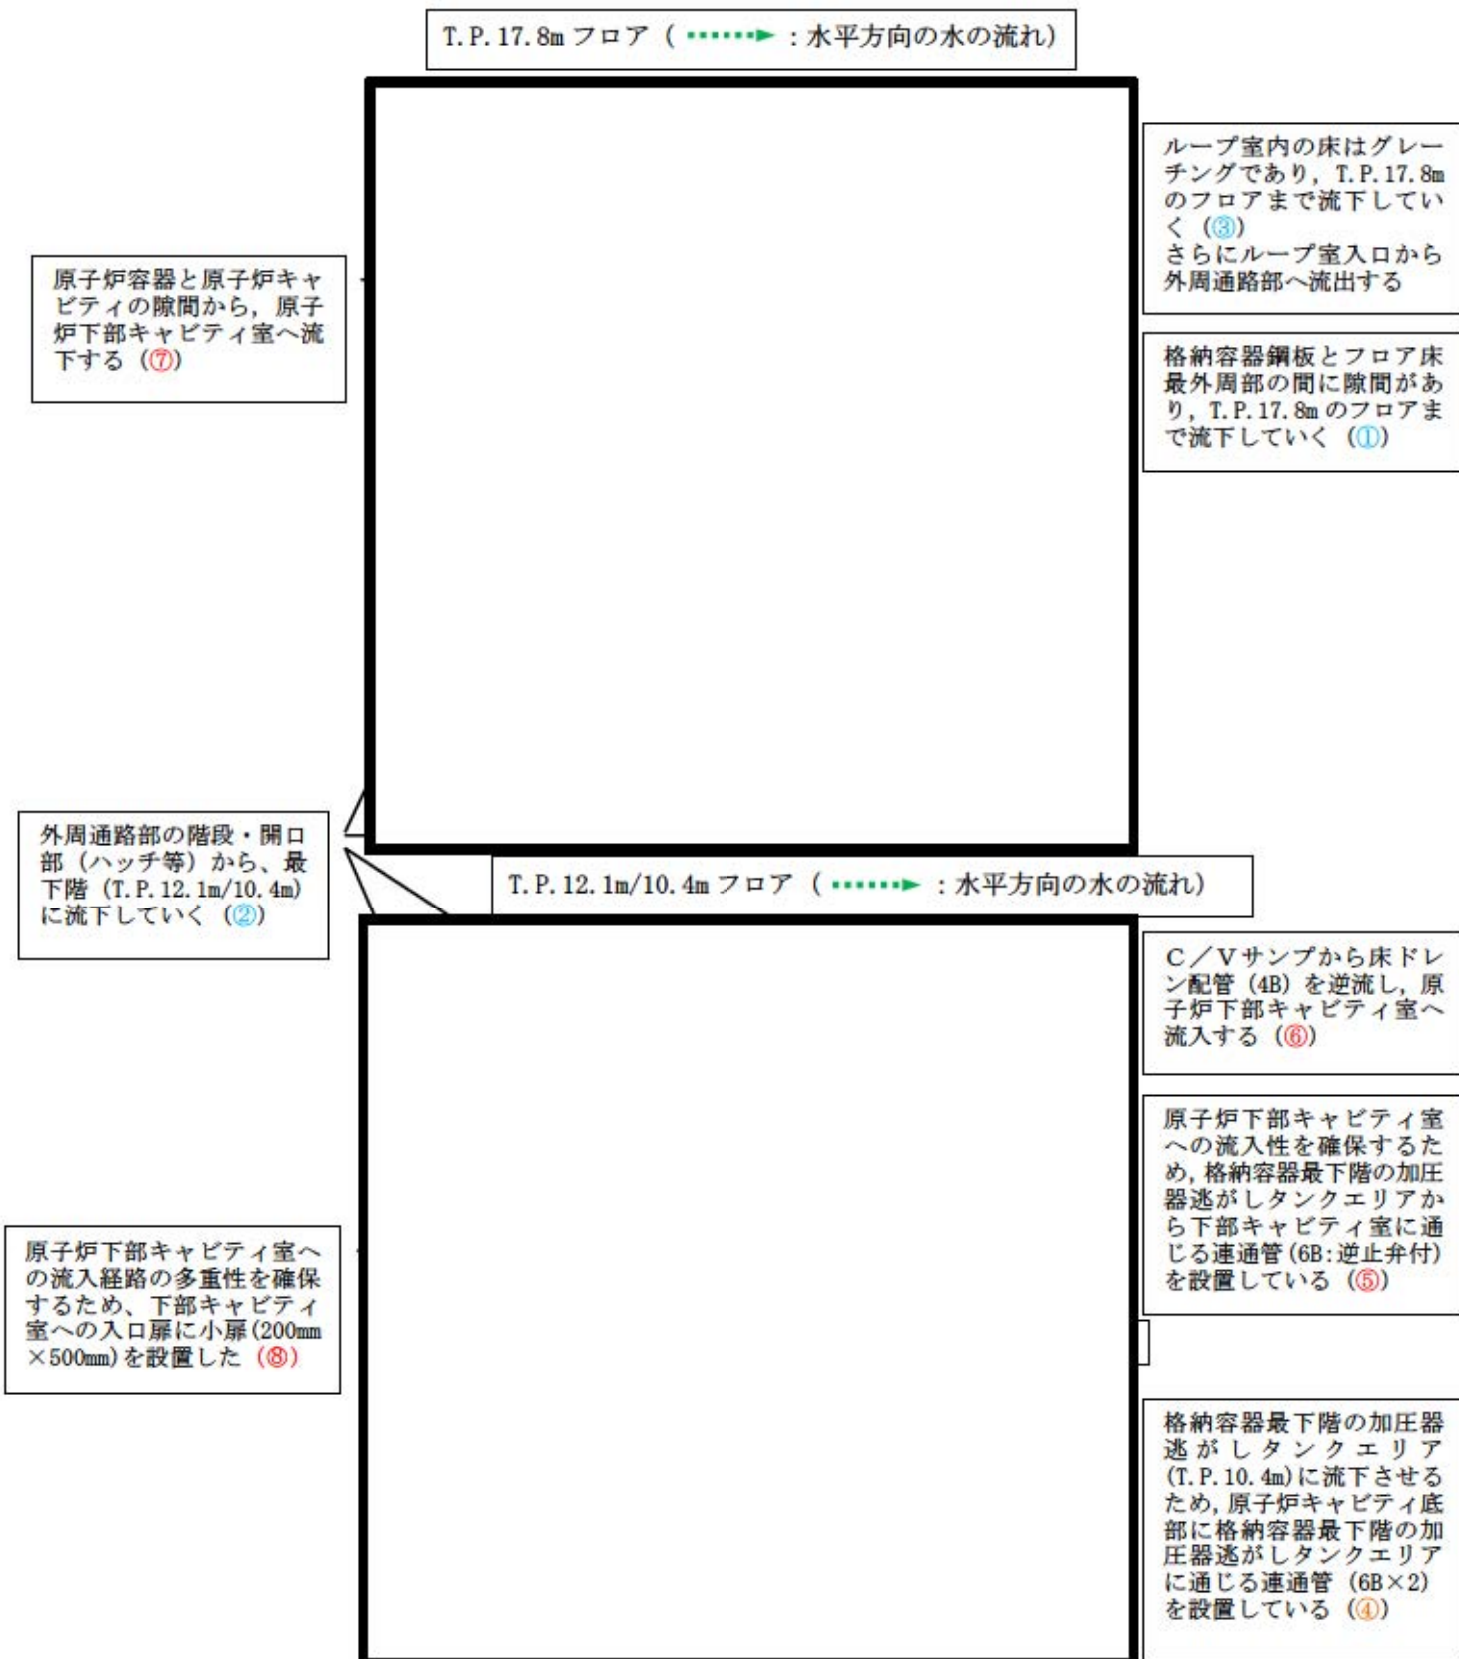 T.P.17.8m フロア ( ┅┅▶ : 水平方向の水の流れ)
ループ室内の床はグレー
チングであり, T.P.17.8m
のフロアまで流下してい
く (③)
さらにループ室入口から
外周通路部へ流出する
原子炉容器と原子炉キャ
ビティの隙間から, 原子
炉下部キャビティ室へ流
下する (⑦)
格納容器鋼板とフロア床
最外周部の間に隙間があ
り, T.P.17.8m のフロアま
で流下していく (①)
外周通路部の階段・開口
部 (ハッチ等) から、最
下階 (T.P.12.1m/10.4m)
に流下していく (②)
T.P.12.1m/10.4m フロア ( ┅┅▶ : 水平方向の水の流れ)
C/Vサンプから床ドレ
ン配管 (4B) を逆流し, 原
子炉下部キャビティ室へ
流入する (⑥)
原子炉下部キャビティ室
への流入性を確保するた
め, 格納容器最下階の加圧
器逃がしタンクエリアか
ら下部キャビティ室に通
じる連通管(6B:逆止弁付)
を設置している (⑤)
原子炉下部キャビティ室へ
の流入経路の多重性を確保
するため、下部キャビティ
室への入口扉に小扉(200mm
×500mm)を設置した (⑧)
格納容器最下階の加圧器
逃がしタンクエリア
(T.P.10.4m)に流下させる
ため, 原子炉キャビティ底
部に格納容器最下階の加
圧器逃がしタンクエリア
に通じる連通管 (6B×2)
を設置している (④)